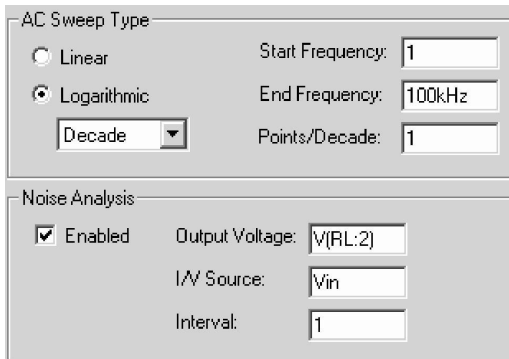 AC Sweep Type
Linear
Start Frequency: 1
Logarithmic
End Frequency: 100kHz
Decade
Points/Decade: 1
Noise Analysis
Enabled
Output Voltage: V(RL:2)
I/V Source: Vin
Interval: 1